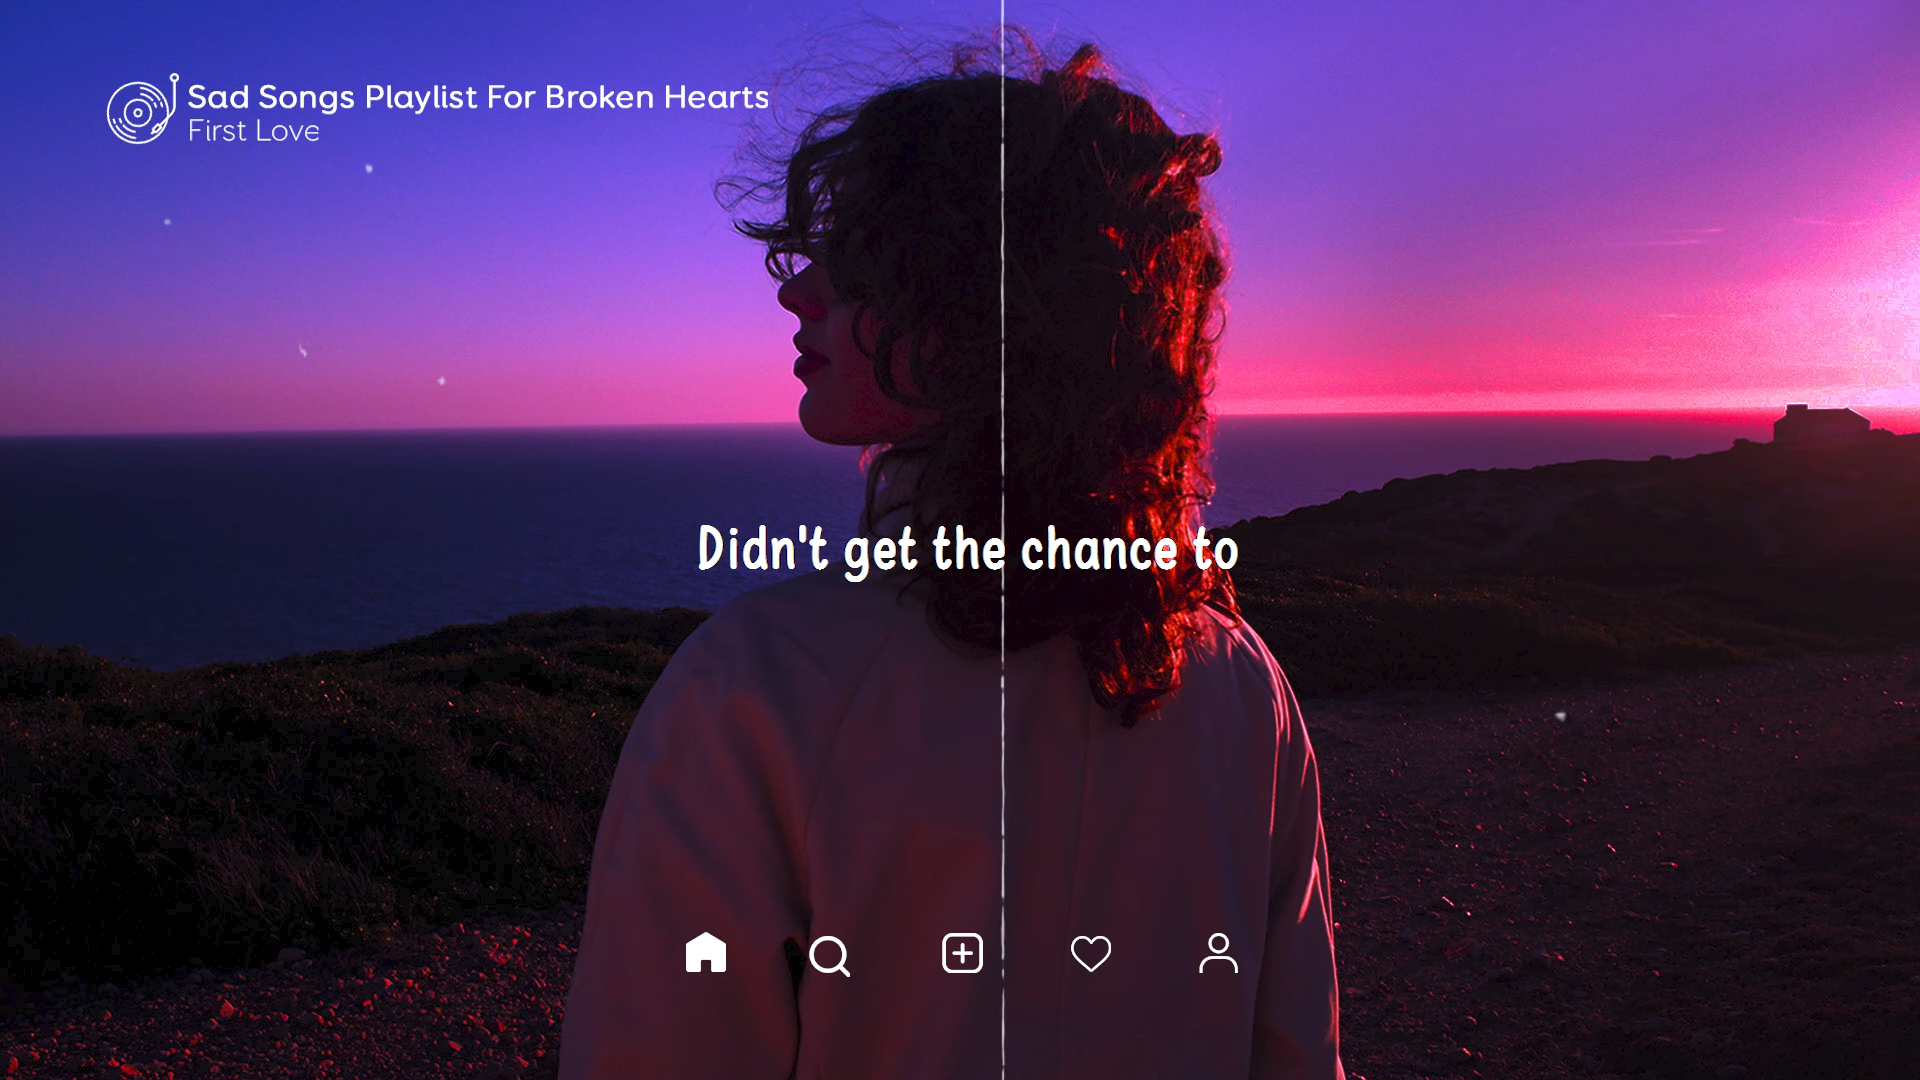 Sad Songs Playlist For Broken Hearts
First Love
Didn't get the chance to